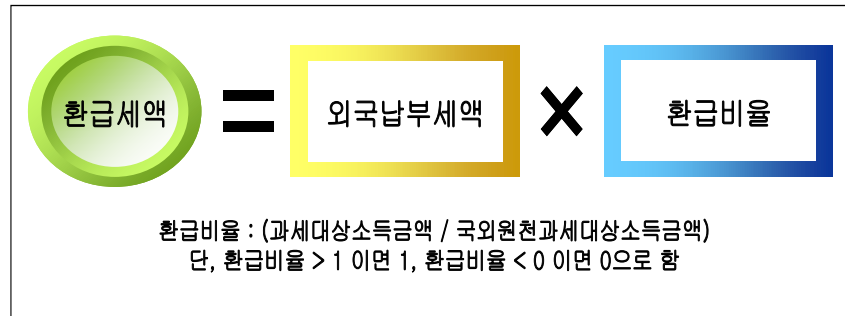 환급세액 = 외국납부세액 × 환급비율
환급비율 : (과세대상소득금액 / 국외원천과세대상소득금액)
단, 환급비율 > 1 이면 1, 환급비율 < 0 이면 0으로 함